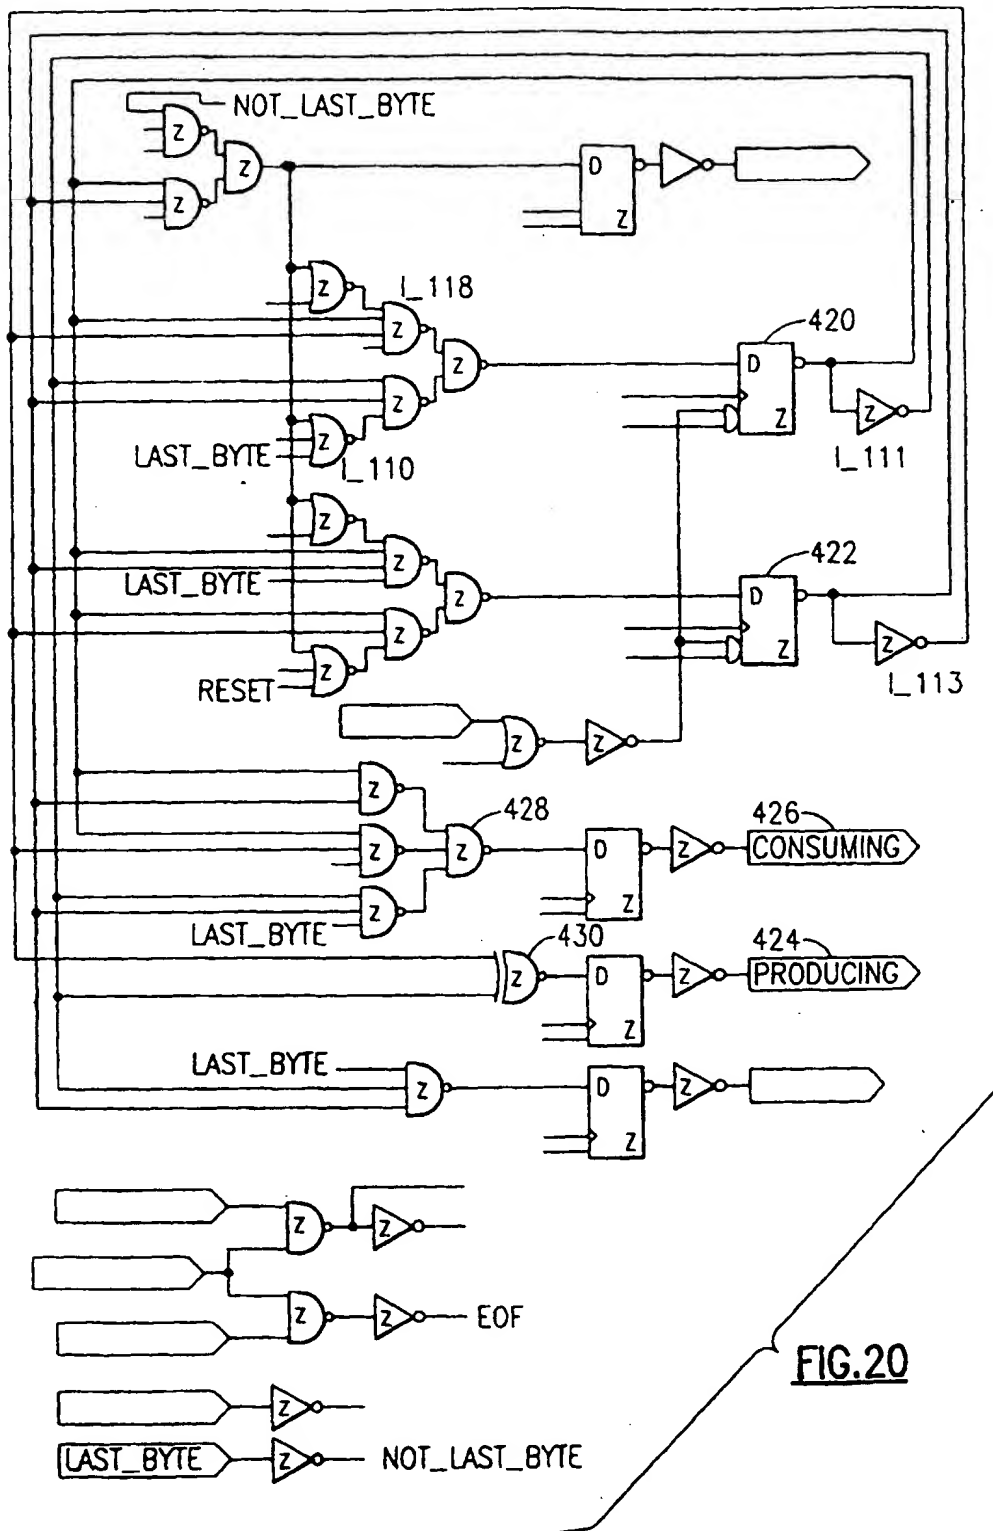 NOT_LAST_BYTE
Z
Z
Z
D
Z
Z
Z
I_118
Z
Z
420
D
Z
Z
Z
Z
LAST_BYTE
I_110
I_111
Z
422
Z
LAST_BYTE
Z
D
Z
Z
Z
RESET
Z
I_113
Z
Z
Z
428
426
Z
Z
D
Z
CONSUMING
Z
Z
LAST_BYTE
430
424
Z
D
Z
PRODUCING
Z
LAST_BYTE
Z
D
Z
Z
Z
Z
Z
Z
EOF
FIG.20
Z
LAST_BYTE
Z
NOT_LAST_BYTE